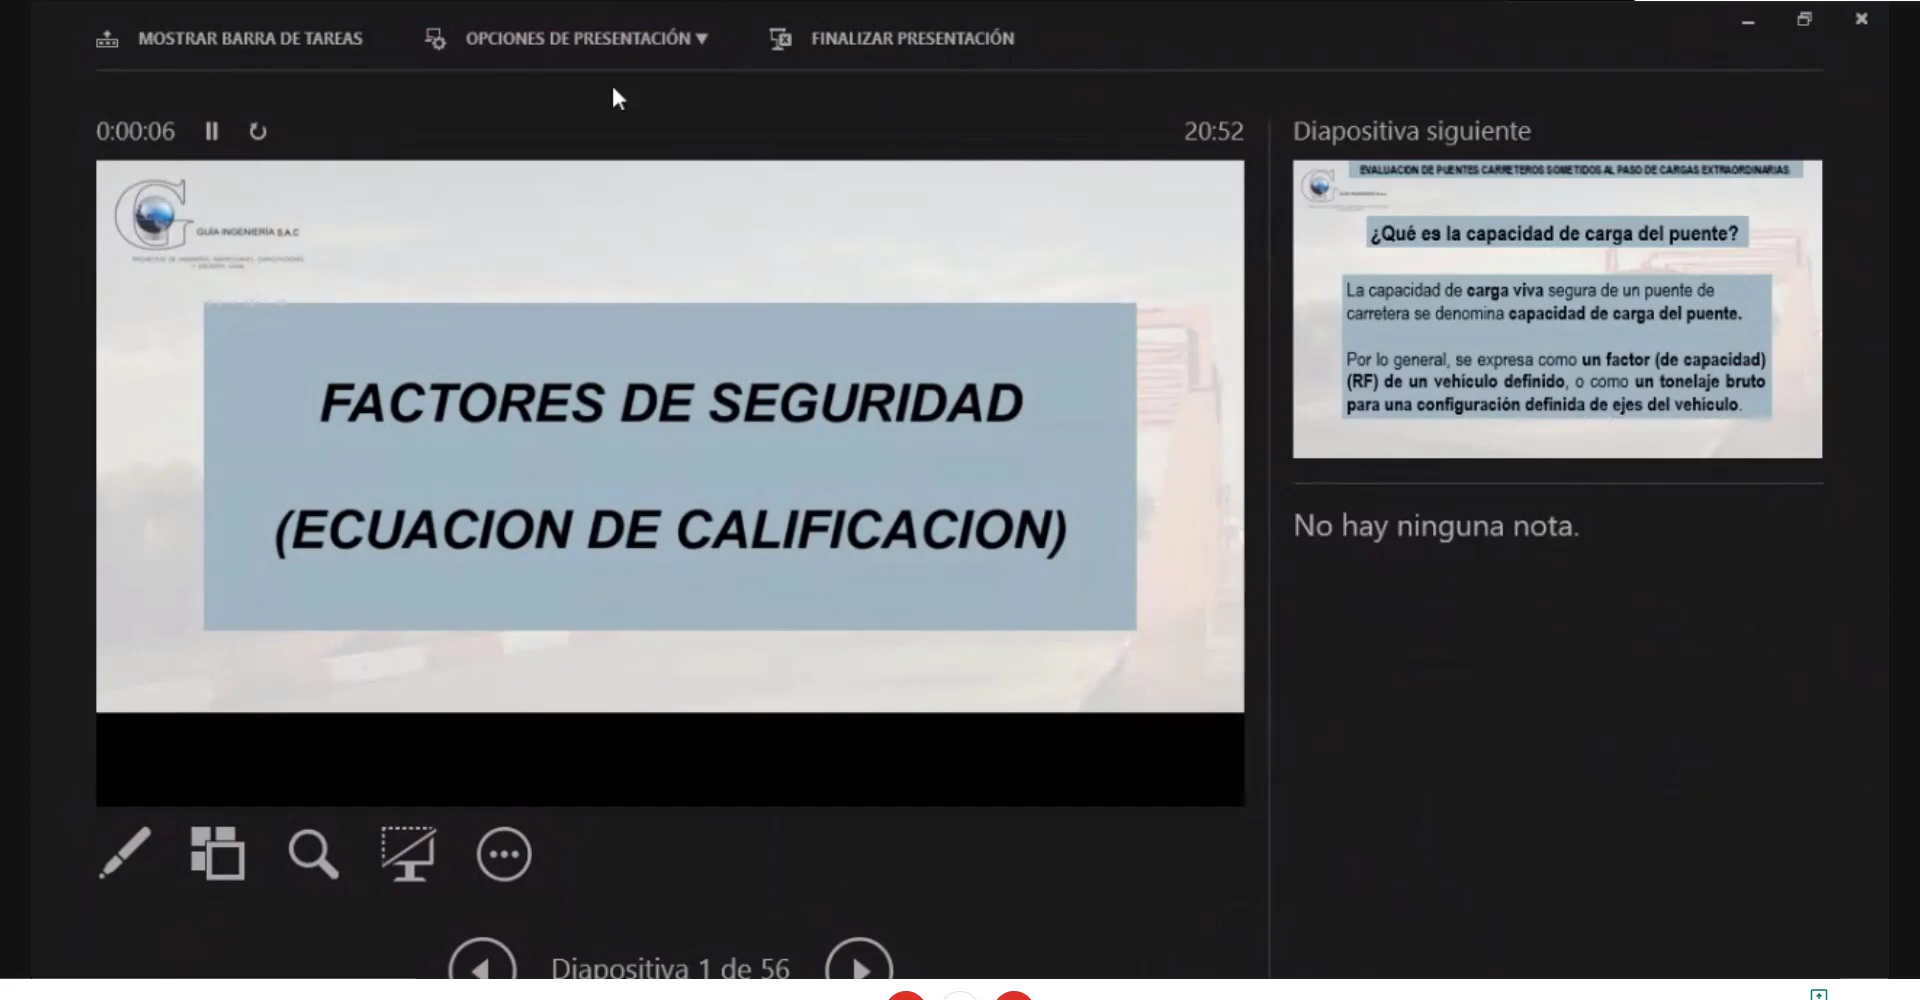 MOSTRAR BARRA DE TAREAS
OPCIONES DE PRESENTACIÓN ▼
FINALIZAR PRESENTACIÓN
0:00:06
20:52
GUÍA INGENIERÍA S.A.C
FACTORES DE SEGURIDAD
(ECUACION DE CALIFICACION)
Diapositiva siguiente
EVALUACION DE PUENTES CARRETEROS SOMETIDOS AL PASO DE CARGAS EXTRAORDINARIAS
¿Qué es la capacidad de carga del puente?
La capacidad de carga viva segura de un puente de
carretera se denomina capacidad de carga del puente.
Por lo general, se expresa como un factor (de capacidad)
(RF) de un vehículo definido, o como un tonelaje bruto
para una configuración definida de ejes del vehículo.
No hay ninguna nota.
Diapositiva 1 de 56